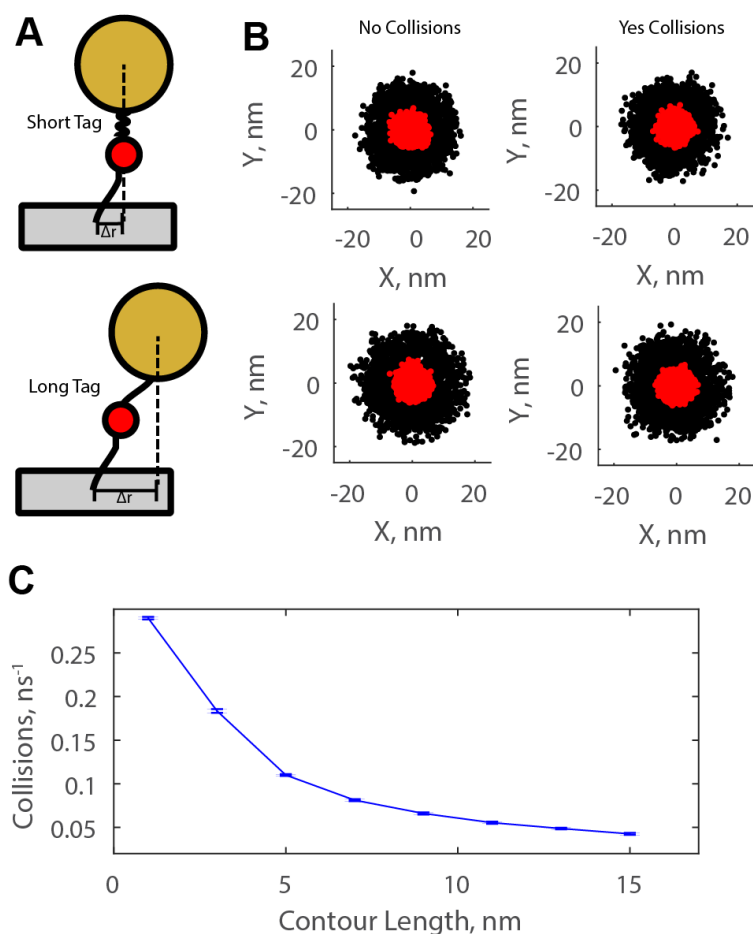 A
Short Tag
Δr
Long Tag
Δr
B
No Collisions
Yes Collisions
20
0
-20
Y, nm
-20 0 20
X, nm
20
0
-20
Y, nm
-20 0 20
X, nm
20
0
-20
Y, nm
-20 0 20
X, nm
20
0
-20
Y, nm
-20 0 20
X, nm
C
Collisions, ns⁻¹
0.25
0.2
0.15
0.1
0.05
0 5 10 15
Contour Length, nm